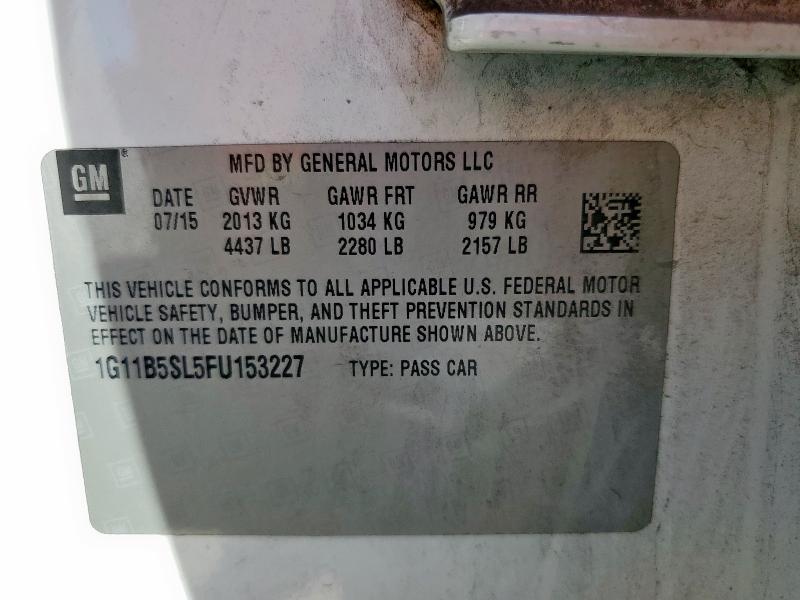 GM
MFD BY GENERAL MOTORS LLC
DATE GVWR GAWR FRT GAWR RR
07/15 2013 KG 1034 KG 979 KG
4437 LB 2280 LB 2157 LB
THIS VEHICLE CONFORMS TO ALL APPLICABLE U.S. FEDERAL MOTOR
VEHICLE SAFETY, BUMPER, AND THEFT PREVENTION STANDARDS IN
EFFECT ON THE DATE OF MANUFACTURE SHOWN ABOVE.
1G11B5SL5FU153227 TYPE: PASS CAR